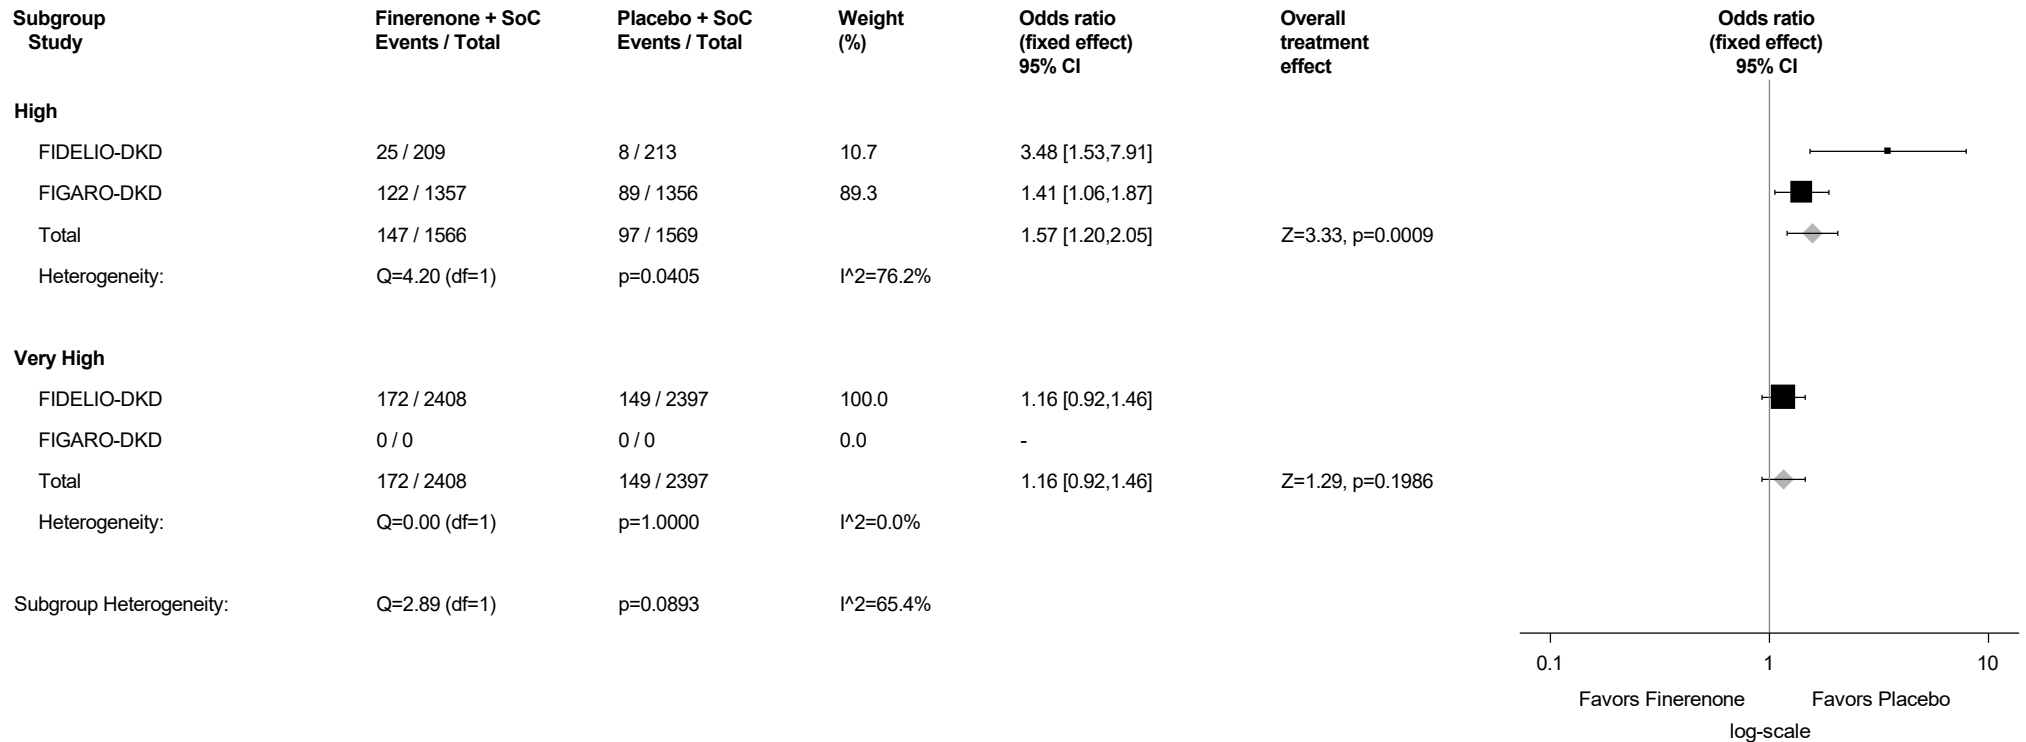 Subgroup Finerenone + SoC Placebo + SoC Weight Odds ratio Overall Odds ratio
Study Events / Total Events / Total (%) (fixed effect) treatment (fixed effect)
95% CI effect 95% CI
High
FIDELIO-DKD 25 / 209 8 / 213 10.7 3.48 [1.53,7.91]
FIGARO-DKD 122 / 1357 89 / 1356 89.3 1.41 [1.06,1.87]
Total 147 / 1566 97 / 1569 1.57 [1.20,2.05] Z=3.33, p=0.0009
Heterogeneity: Q=4.20 (df=1) p=0.0405 I^2=76.2%
Very High
FIDELIO-DKD 172 / 2408 149 / 2397 100.0 1.16 [0.92,1.46]
FIGARO-DKD 0 / 0 0 / 0 0.0 -
Total 172 / 2408 149 / 2397 1.16 [0.92,1.46] Z=1.29, p=0.1986
Heterogeneity: Q=0.00 (df=1) p=1.0000 I^2=0.0%
Subgroup Heterogeneity: Q=2.89 (df=1) p=0.0893 I^2=65.4%
0.1 1 10
Favors Finerenone Favors Placebo
log-scale